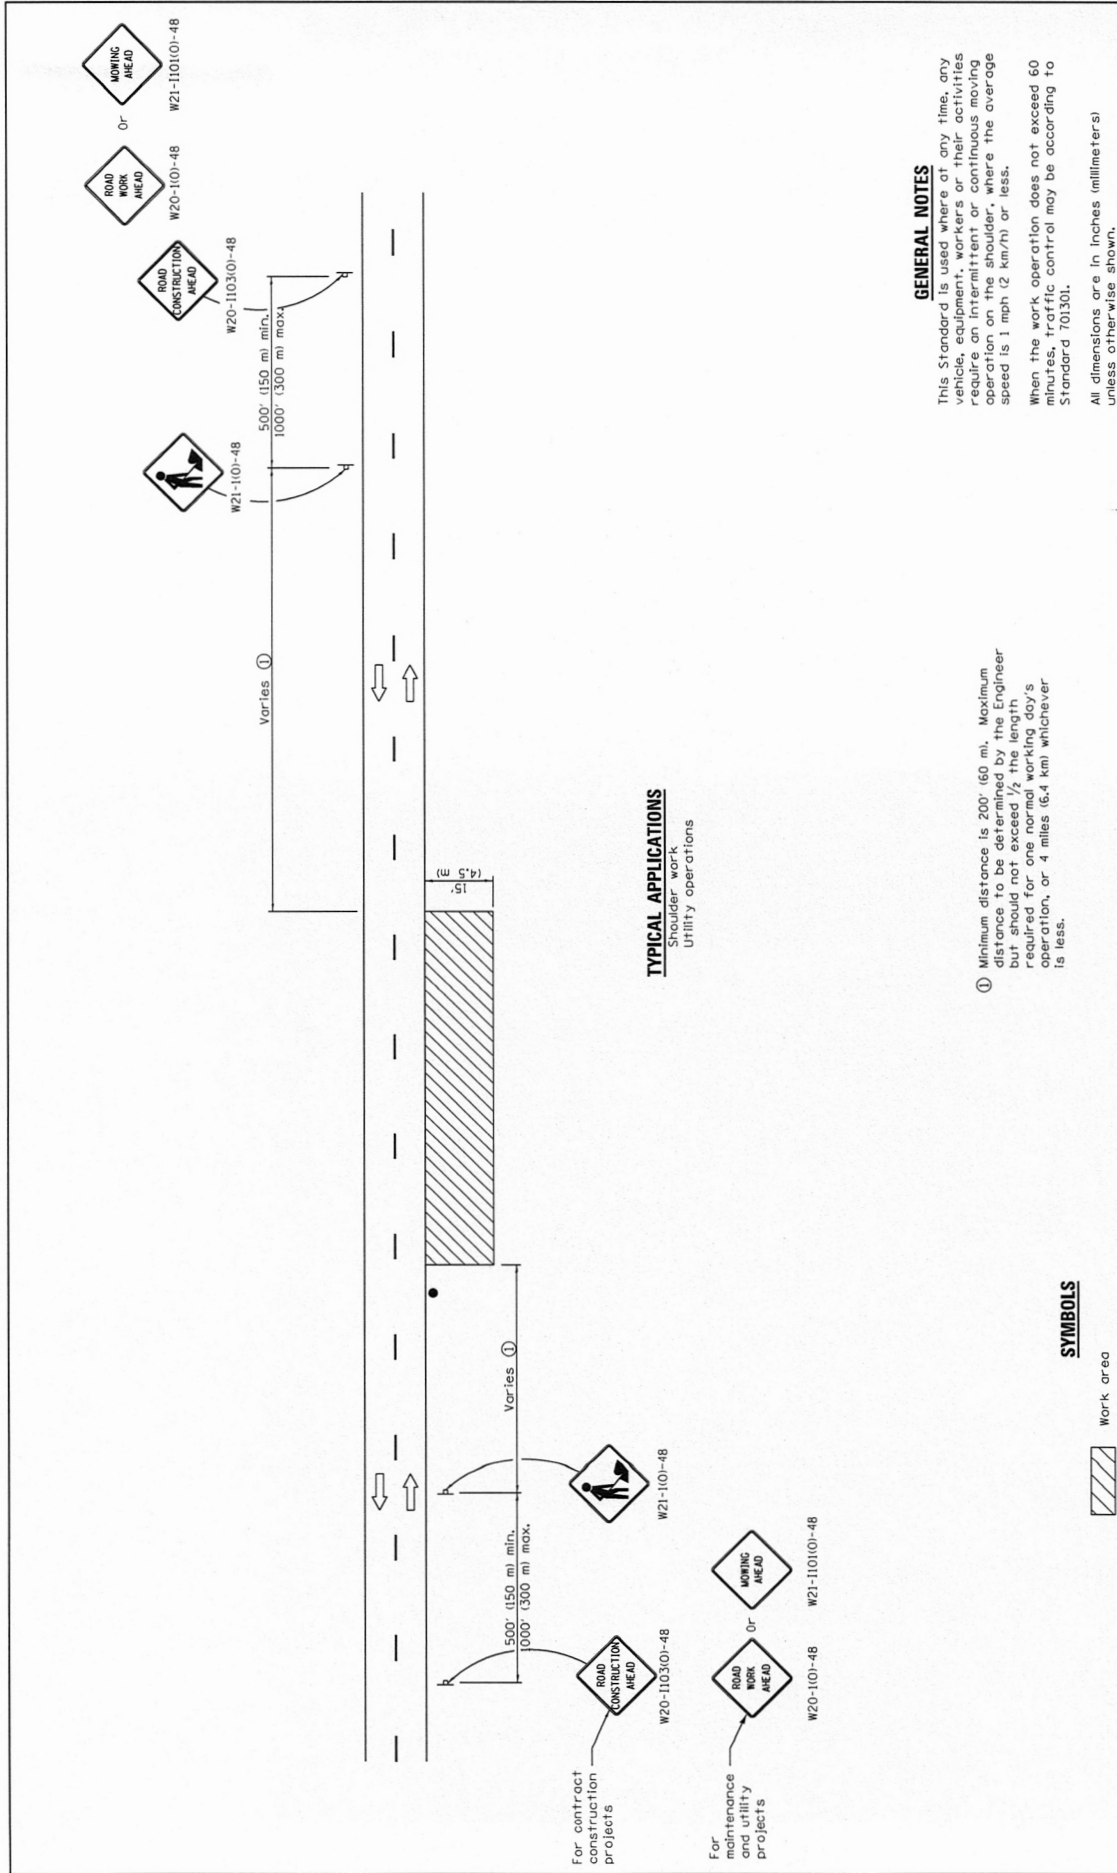 MOWING
AHEAD
W21-I101(O)-48
Or
ROAD
WORK
AHEAD
W20-1(O)-48
ROAD
CONSTRUCTION
AHEAD
W20-I103(O)-48
500' (150 m) min.
1000' (300 m) max.
W21-1(O)-48
Varies ①
15'
(4.5 m)
Varies ①
500' (150 m) min.
1000' (300 m) max.
W21-1(O)-48
For contract
construction
projects
ROAD
CONSTRUCTION
AHEAD
W20-I103(O)-48
For
maintenance
and utility
projects
ROAD
WORK
AHEAD
W20-1(O)-48
Or
MOWING
AHEAD
W21-I101(O)-48
TYPICAL APPLICATIONS
Shoulder work
Utility operations
SYMBOLS
Work area
① Minimum distance is 200' (60 m). Maximum
distance to be determined by the Engineer
but should not exceed 1/2 the length
required for one normal working day's
operation, or 4 miles (6.4 km) whichever
is less.
GENERAL NOTES
This Standard is used where at any time, any
vehicle, equipment, workers or their activities
require an intermittent or continuous moving
operation on the shoulder, where the average
speed is 1 mph (2 km/h) or less.
When the work operation does not exceed 60
minutes, traffic control may be according to
Standard 701301.
All dimensions are in inches (millimeters)
unless otherwise shown.